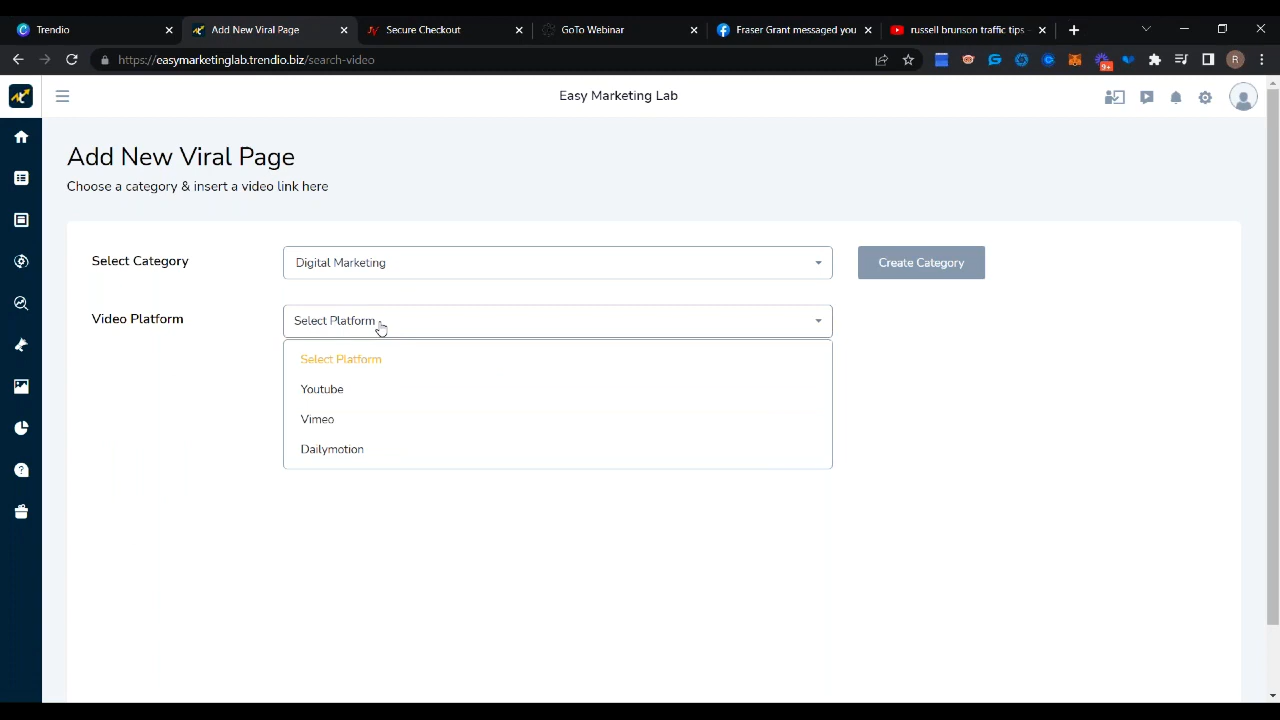 Trendio
Add New Viral Page
Secure Checkout
GoTo Webinar
Fraser Grant messaged you
russell brunson traffic tips -
https://easymarketinglab.trendio.biz/search-video
9+
R
Easy Marketing Lab
Add New Viral Page
Choose a category & insert a video link here
Select Category
Digital Marketing
Create Category
Video Platform
Select Platform
Select Platform
Youtube
Vimeo
Dailymotion